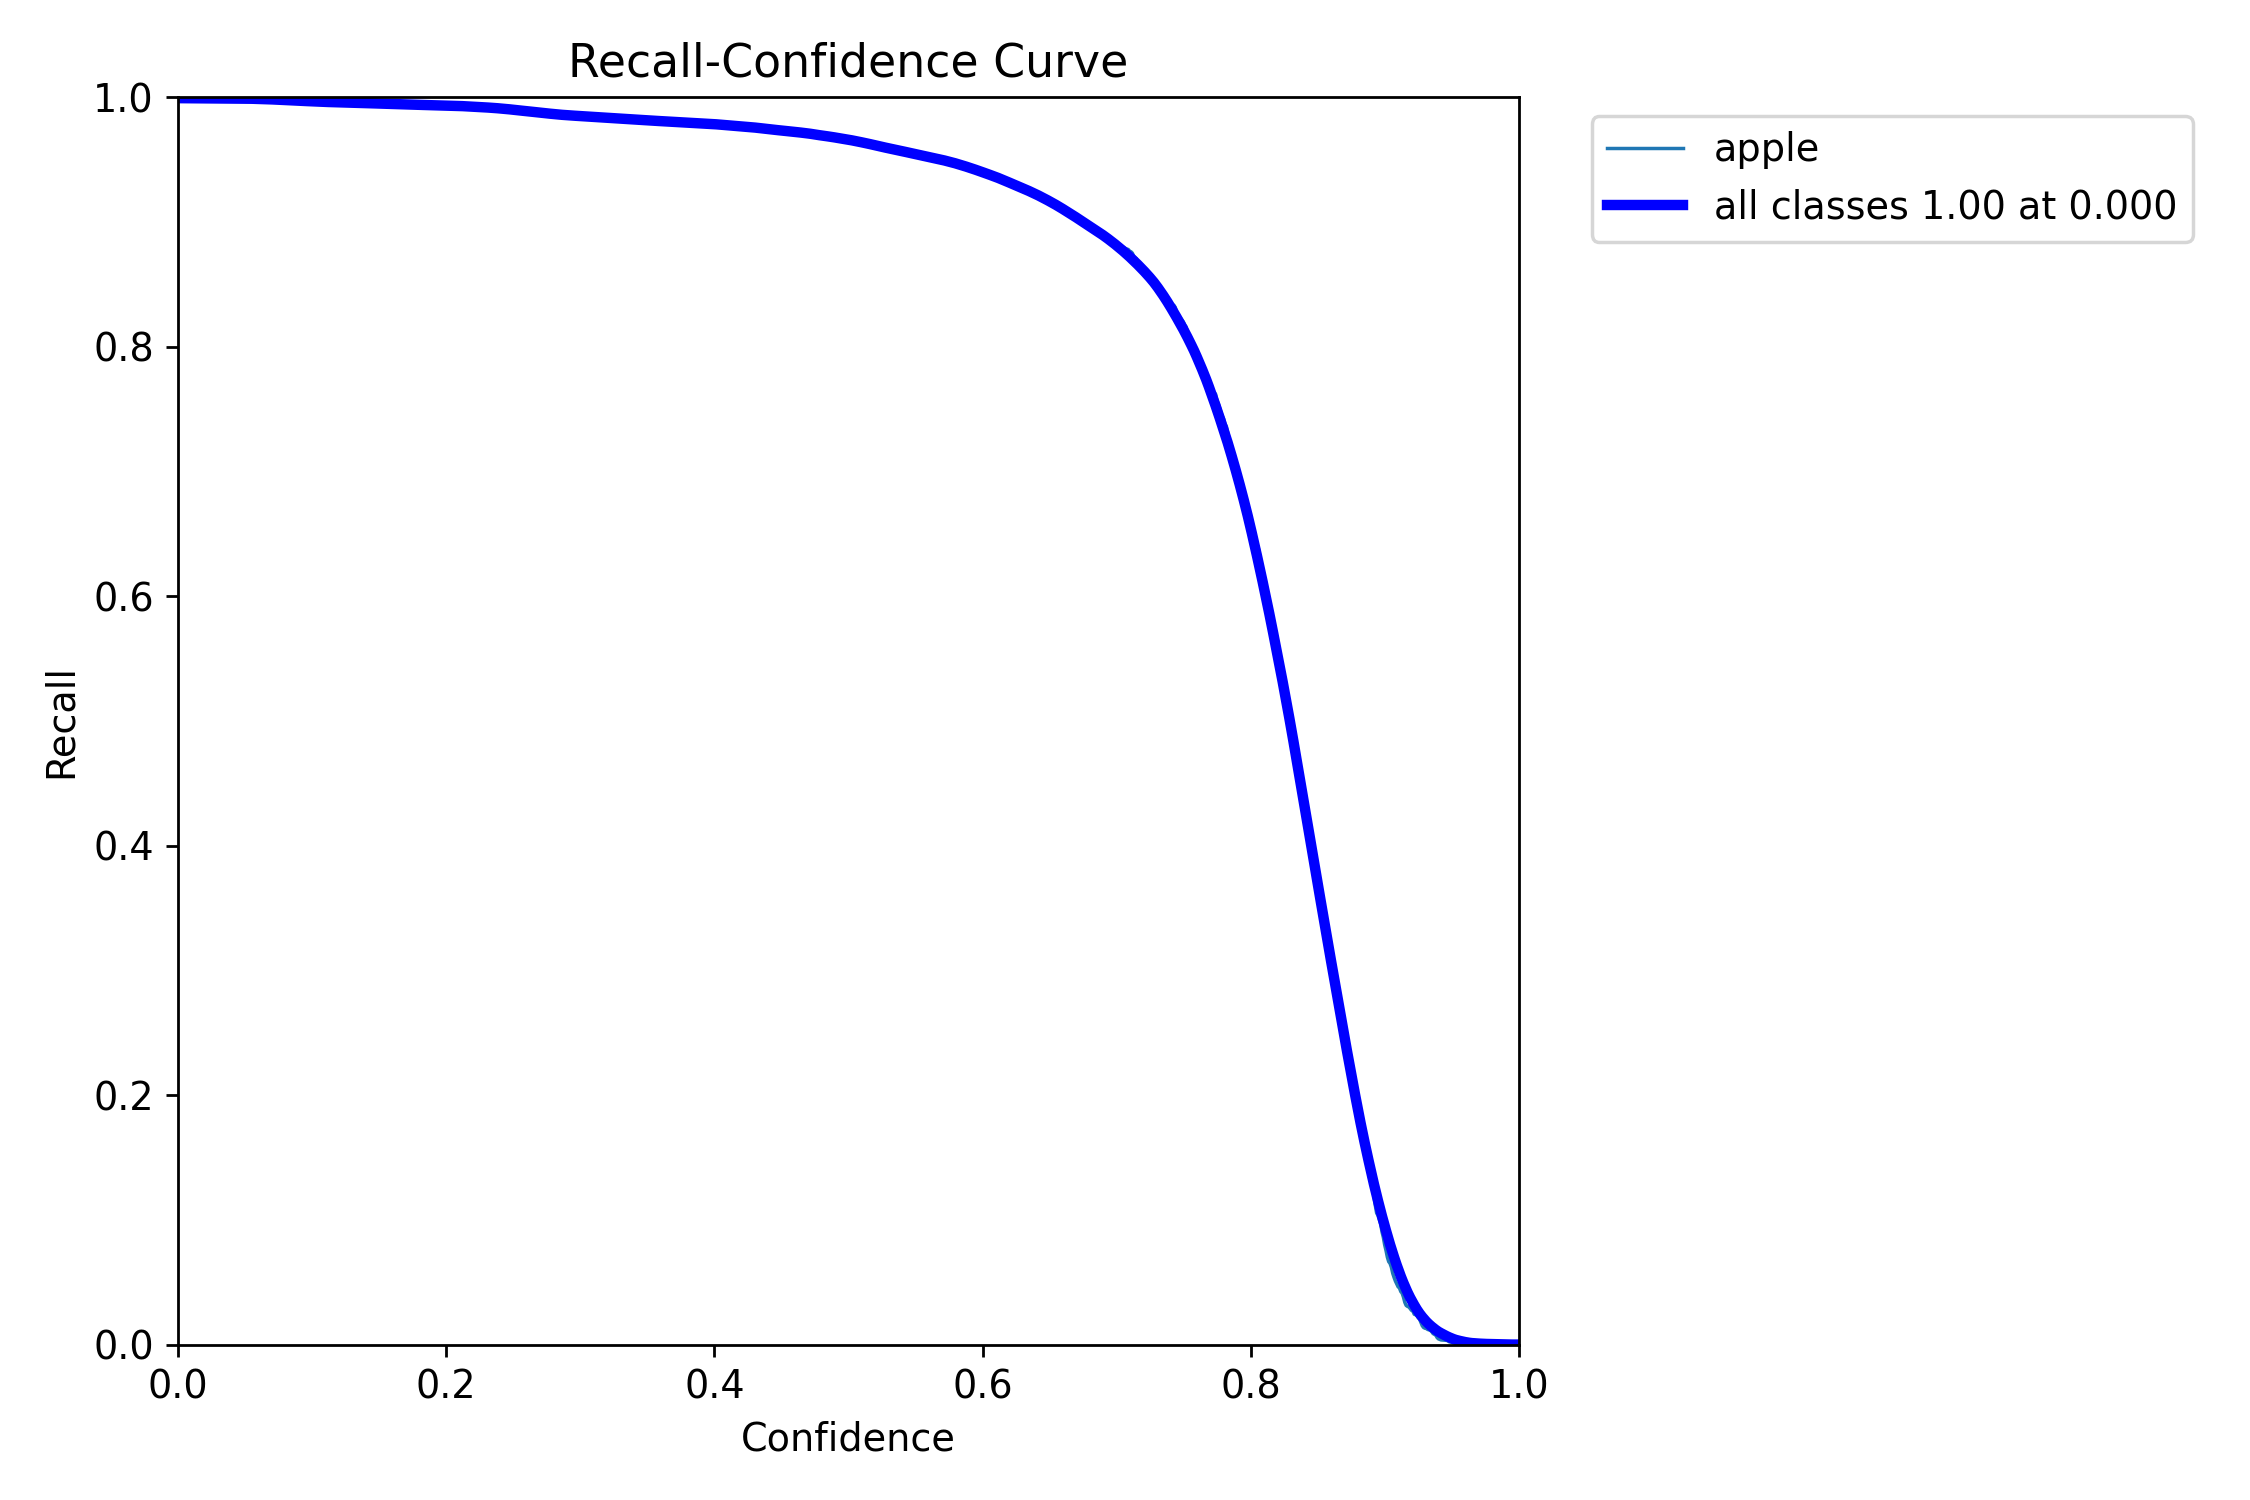 Recall-Confidence Curve
1.0
0.8
0.6
0.4
0.2
0.0
Recall
0.0 0.2 0.4 0.6 0.8 1.0
Confidence
apple
all classes 1.00 at 0.000